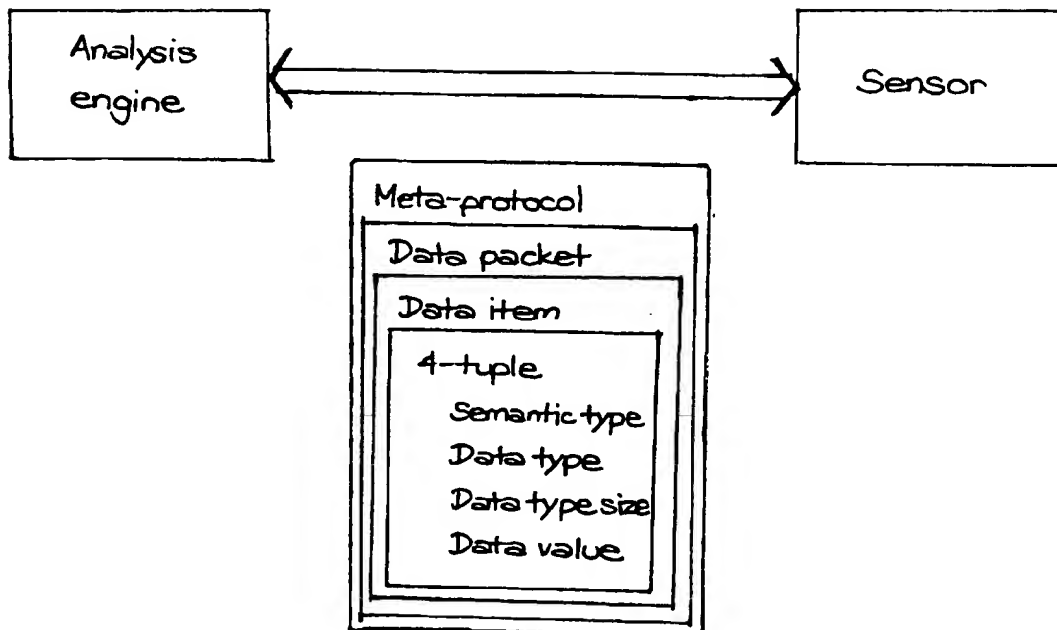 Analysis
engine
Sensor
Meta-protocol
Data packet
Data item
4-tuple
Semantic type
Data type
Data type size
Data value